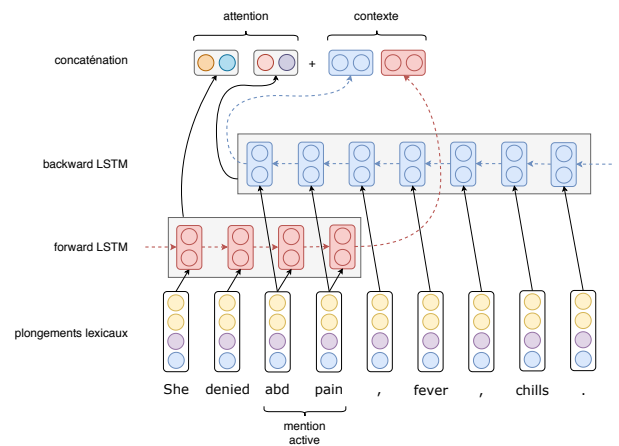 attention contexte
concaténation +
backward LSTM
forward LSTM
plongements lexicaux
She denied abd pain , fever , chills .
mention
active